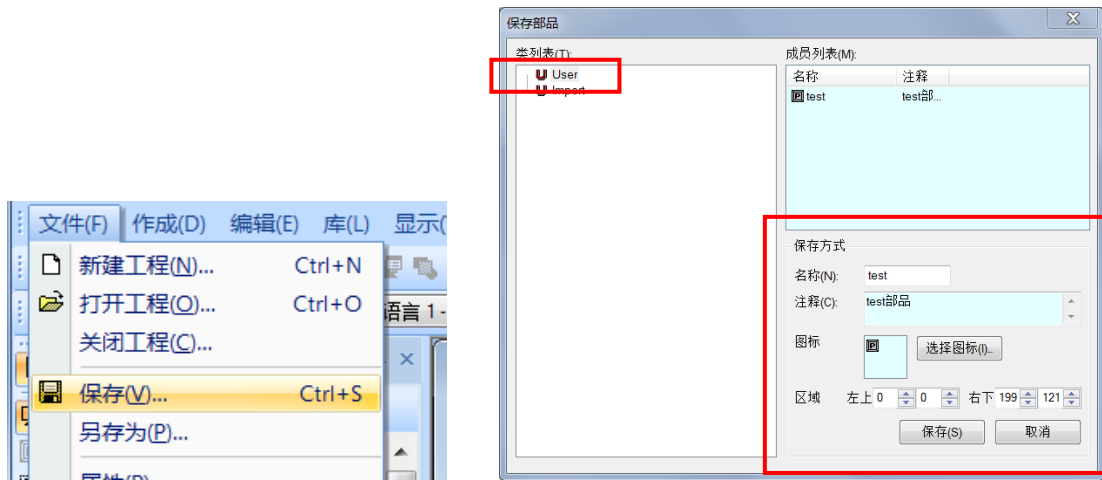 文件(F) 作成(D) 编辑(E) 库(L) 显示(
新建工程(N)... Ctrl+N
打开工程(O)... Ctrl+O
语言 1 -
关闭工程(C)...
保存(V)... Ctrl+S
另存为(P)...
保存部品
类列表(T):
User
Import
成员列表(M):
名称 注释
test test部...
保存方式
名称(N): test
注释(C): test部品
图标 P 选择图标(I)...
区域 左上 0 0 右下 199 121
保存(S) 取消